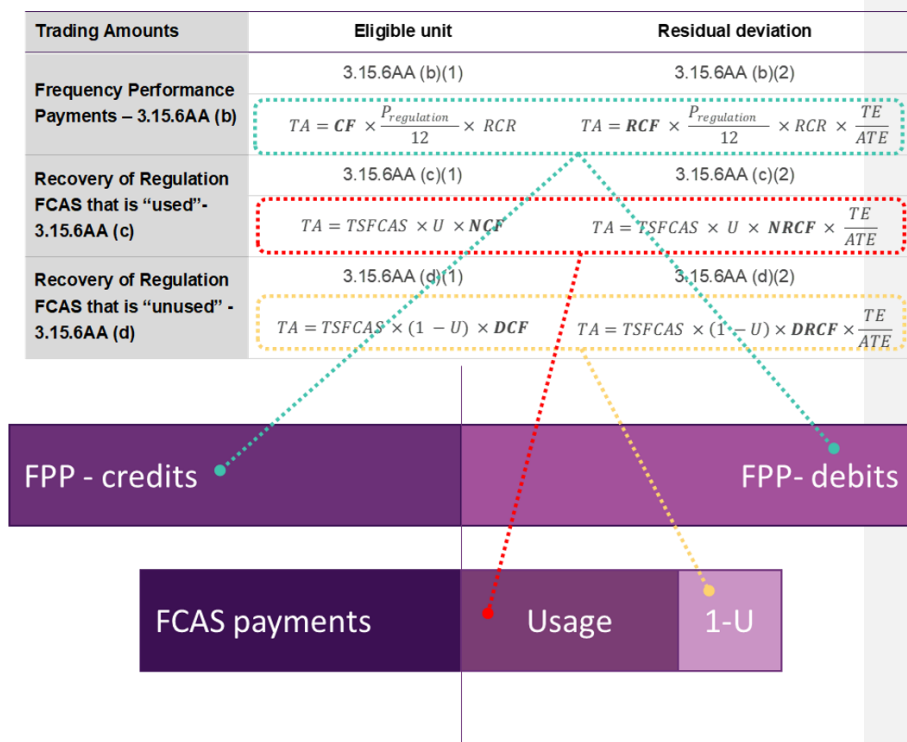 Trading Amounts Eligible unit Residual deviation
3.15.6AA (b)(1) 3.15.6AA (b)(2)
Frequency Performance
Payments – 3.15.6AA (b)
TA = CF × P_regulation/12 × RCR TA = RCF × P_regulation/12 × RCR × TE/ATE
3.15.6AA (c)(1) 3.15.6AA (c)(2)
Recovery of Regulation
FCAS that is “used”-
3.15.6AA (c)
TA = TSFCAS × U × NCF TA = TSFCAS × U × NRCF × TE/ATE
3.15.6AA (d)(1) 3.15.6AA (d)(2)
Recovery of Regulation
FCAS that is “unused” -
3.15.6AA (d)
TA = TSFCAS × (1 − U) × DCF TA = TSFCAS × (1 − U) × DRCF × TE/ATE
FPP - credits FPP- debits
FCAS payments Usage 1-U